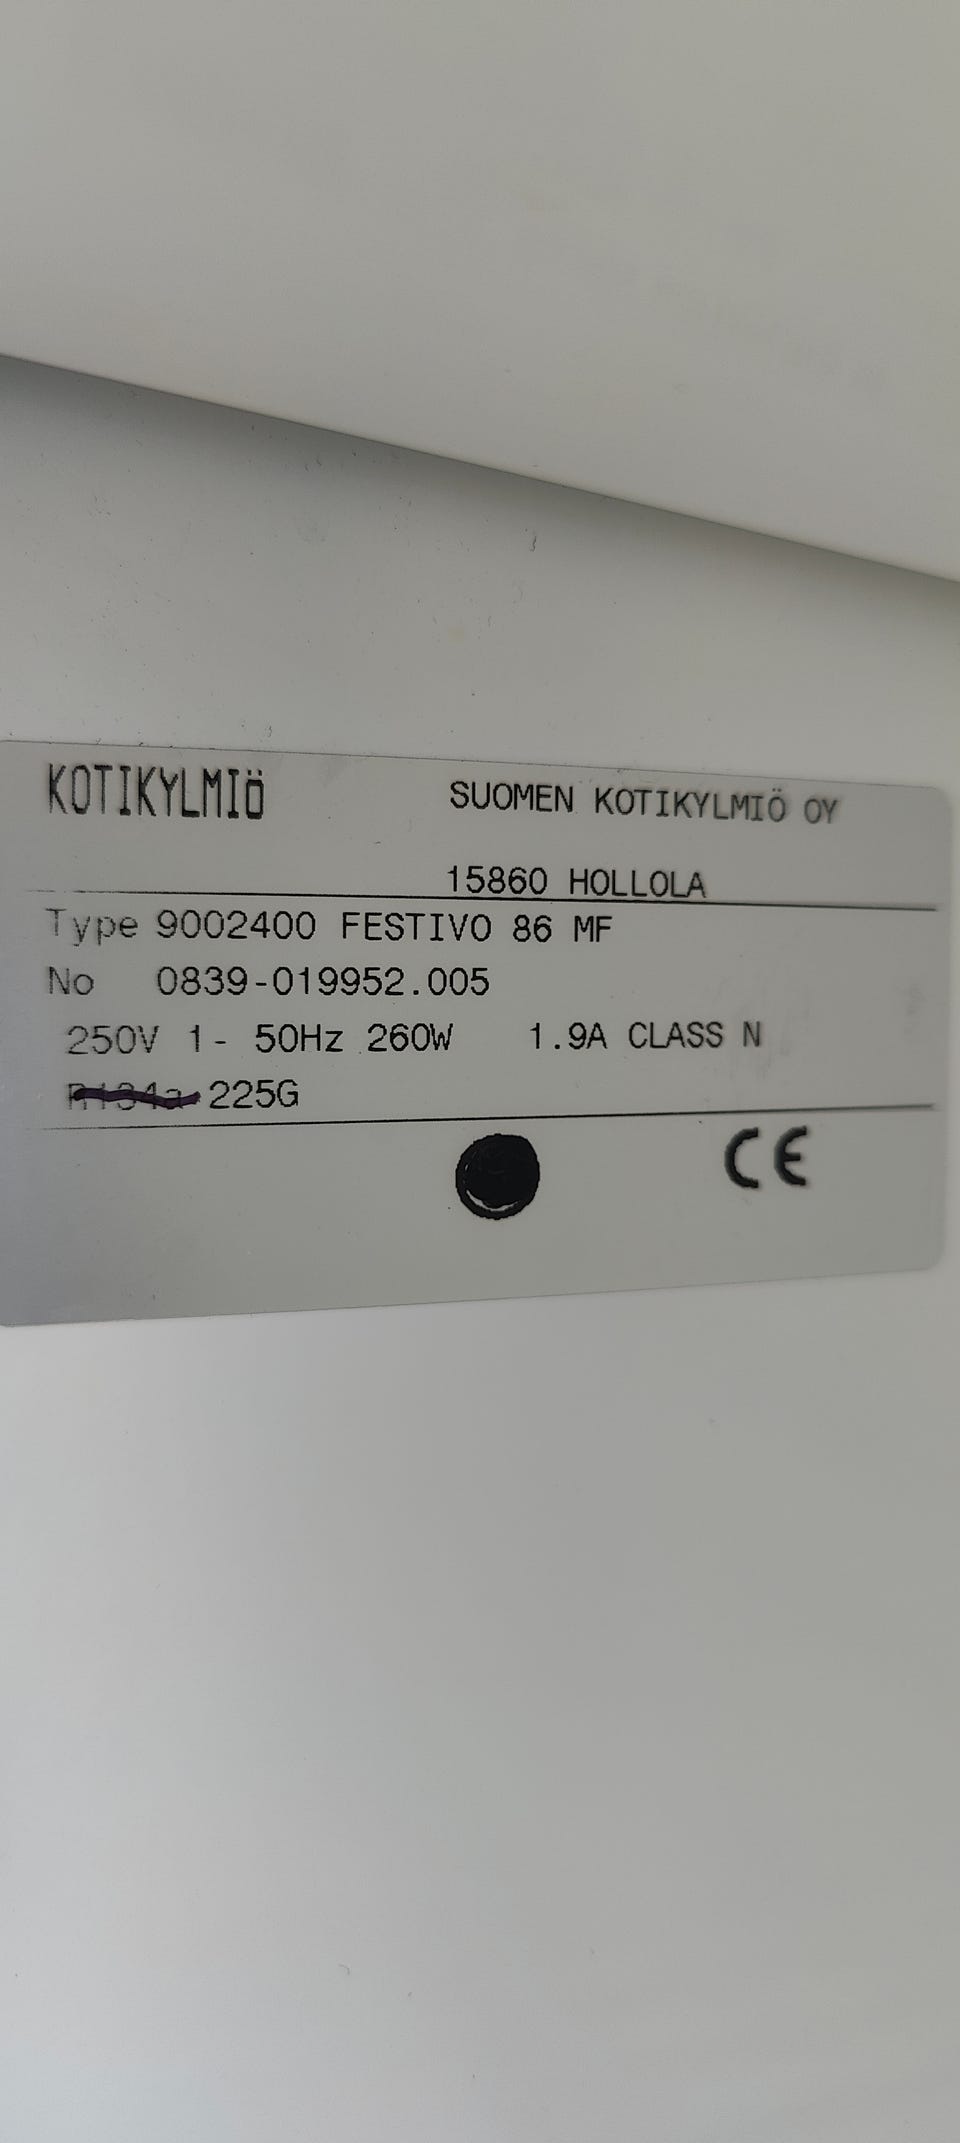 KOTIKYLMIÖ
SUOMEN KOTIKYLMIÖ OY
15860 HOLLOLA
Type 9002400 FESTIVO 86 MF
No 0839-019952.005
250V 1- 50Hz 260W 1.9A CLASS N
R134a 225G
CE